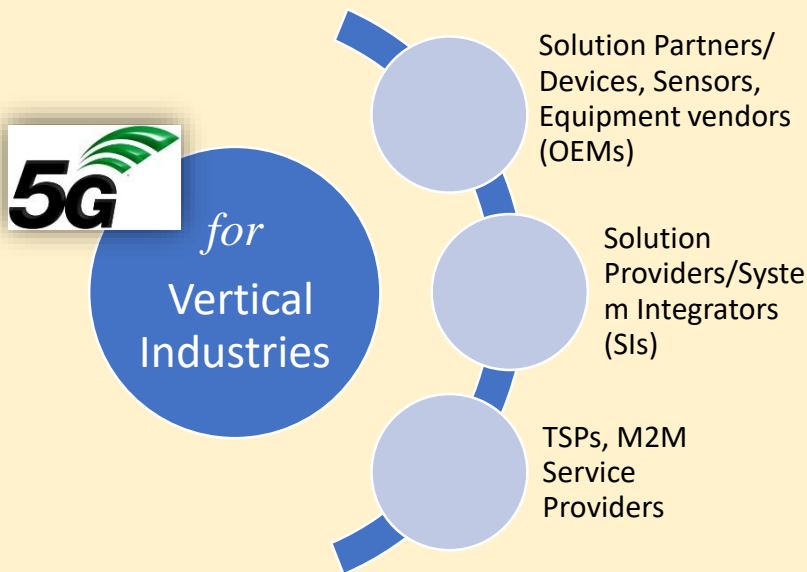 5G
for
Vertical
Industries
Solution Partners/
Devices, Sensors,
Equipment vendors
(OEMs)
Solution
Providers/Syste
m Integrators
(SIs)
TSPs, M2M
Service
Providers